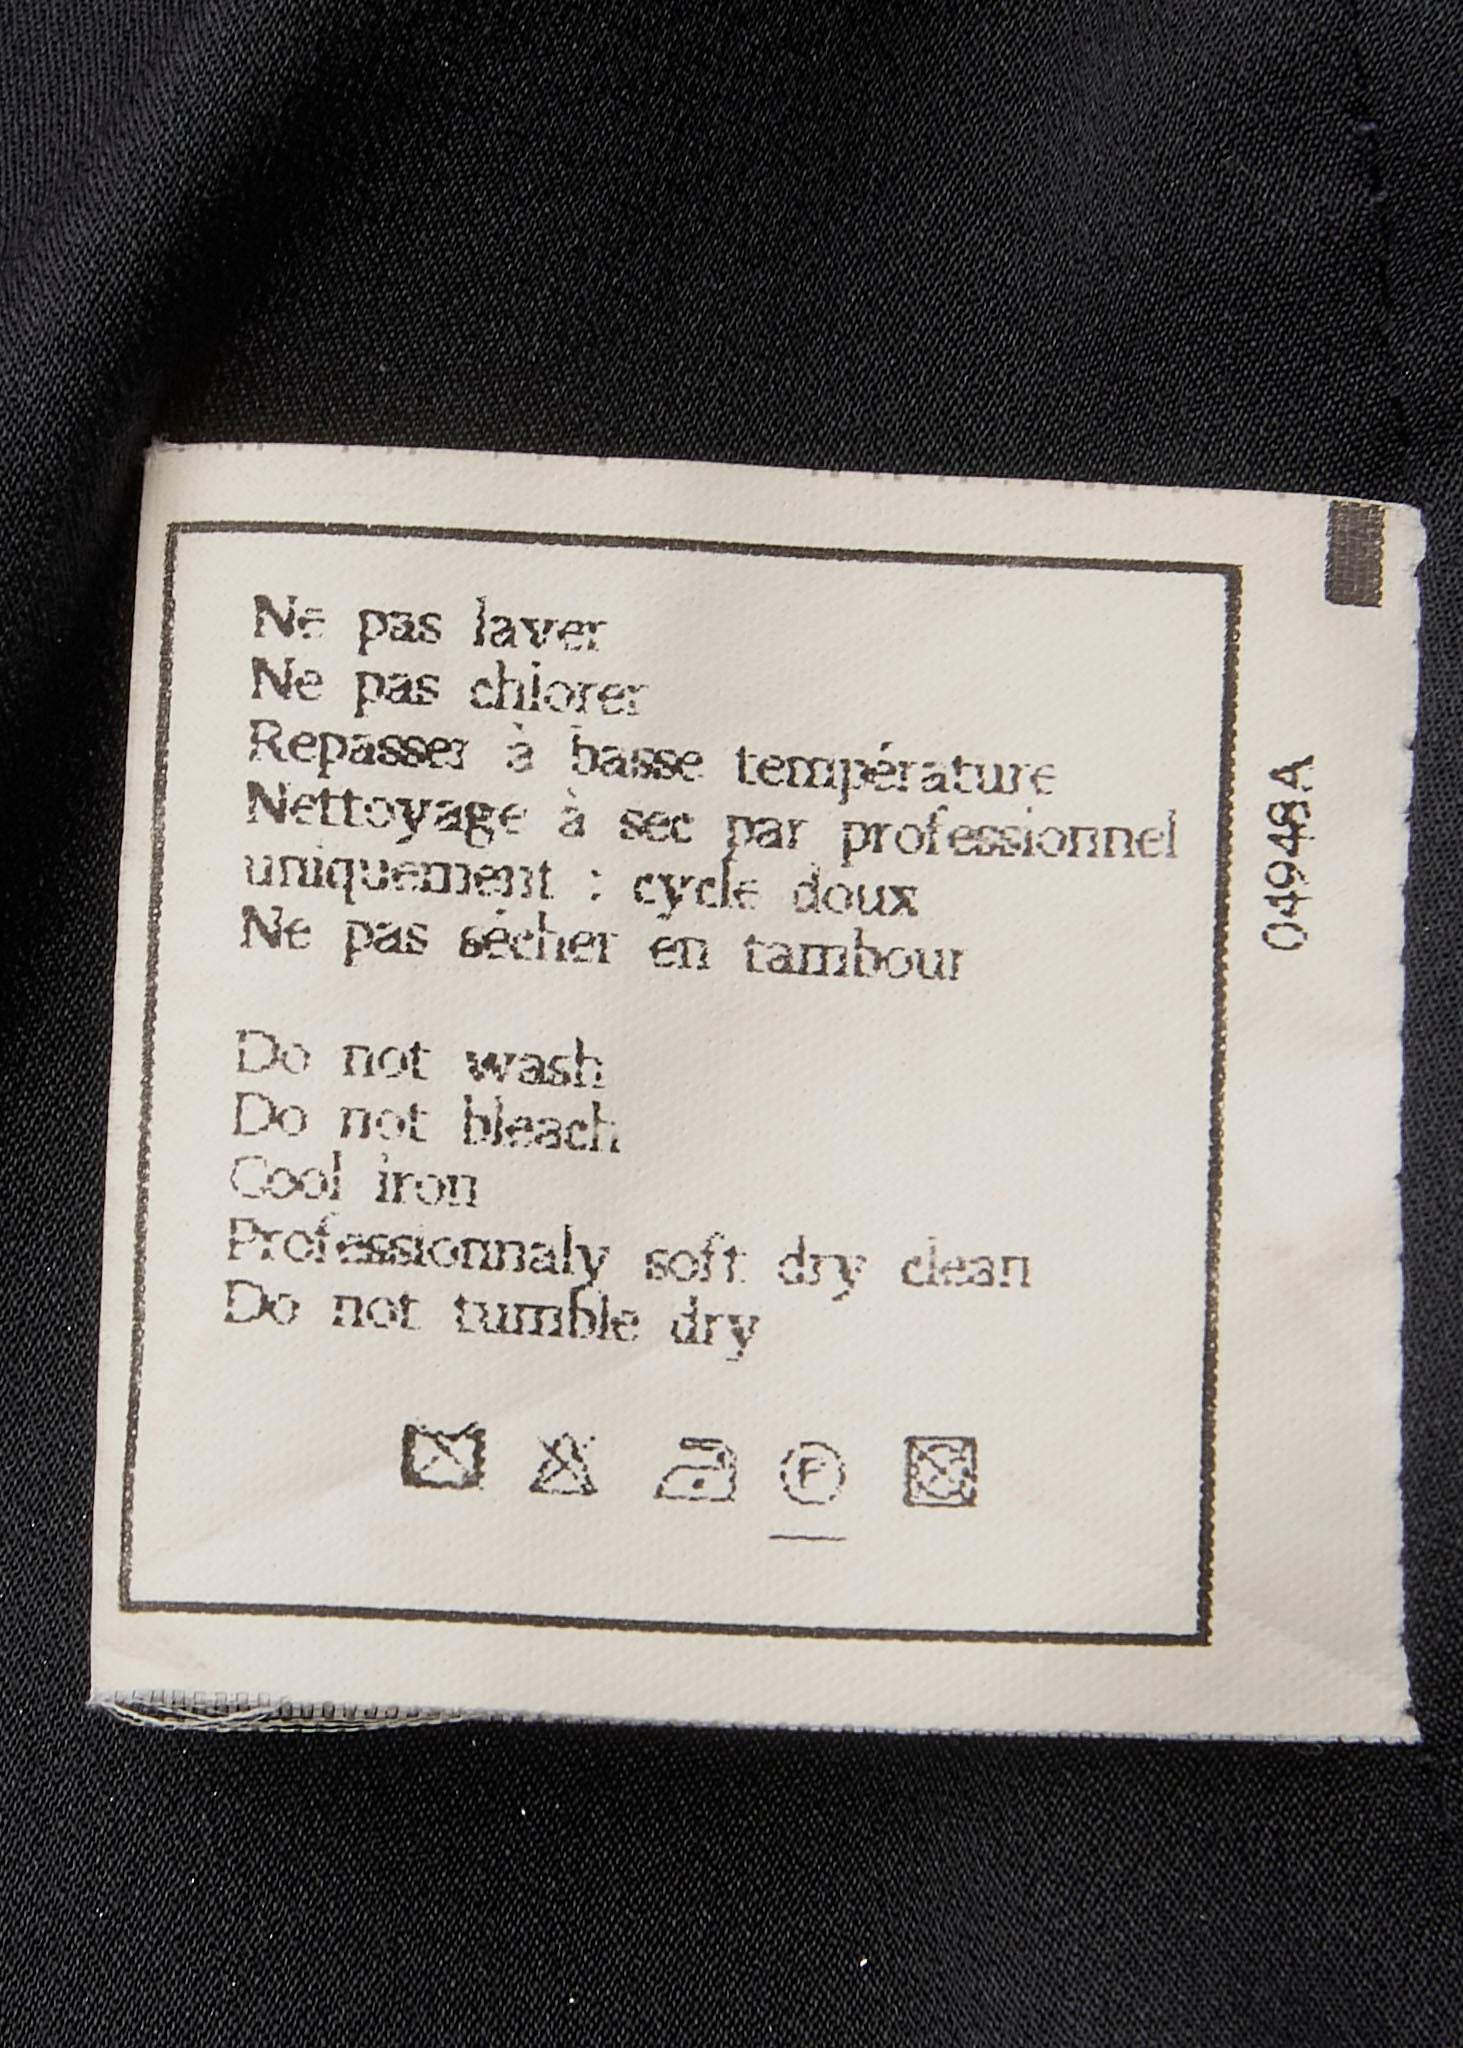 Ne pas laver
Ne pas chlorer
Repasser à basse température
Nettoyage à sec par professionnel
uniquement : cycle doux
Ne pas sécher en tambour
Do not wash
Do not bleach
Cool iron
Professionnaly soft dry clean
Do not tumble dry
F
04948A